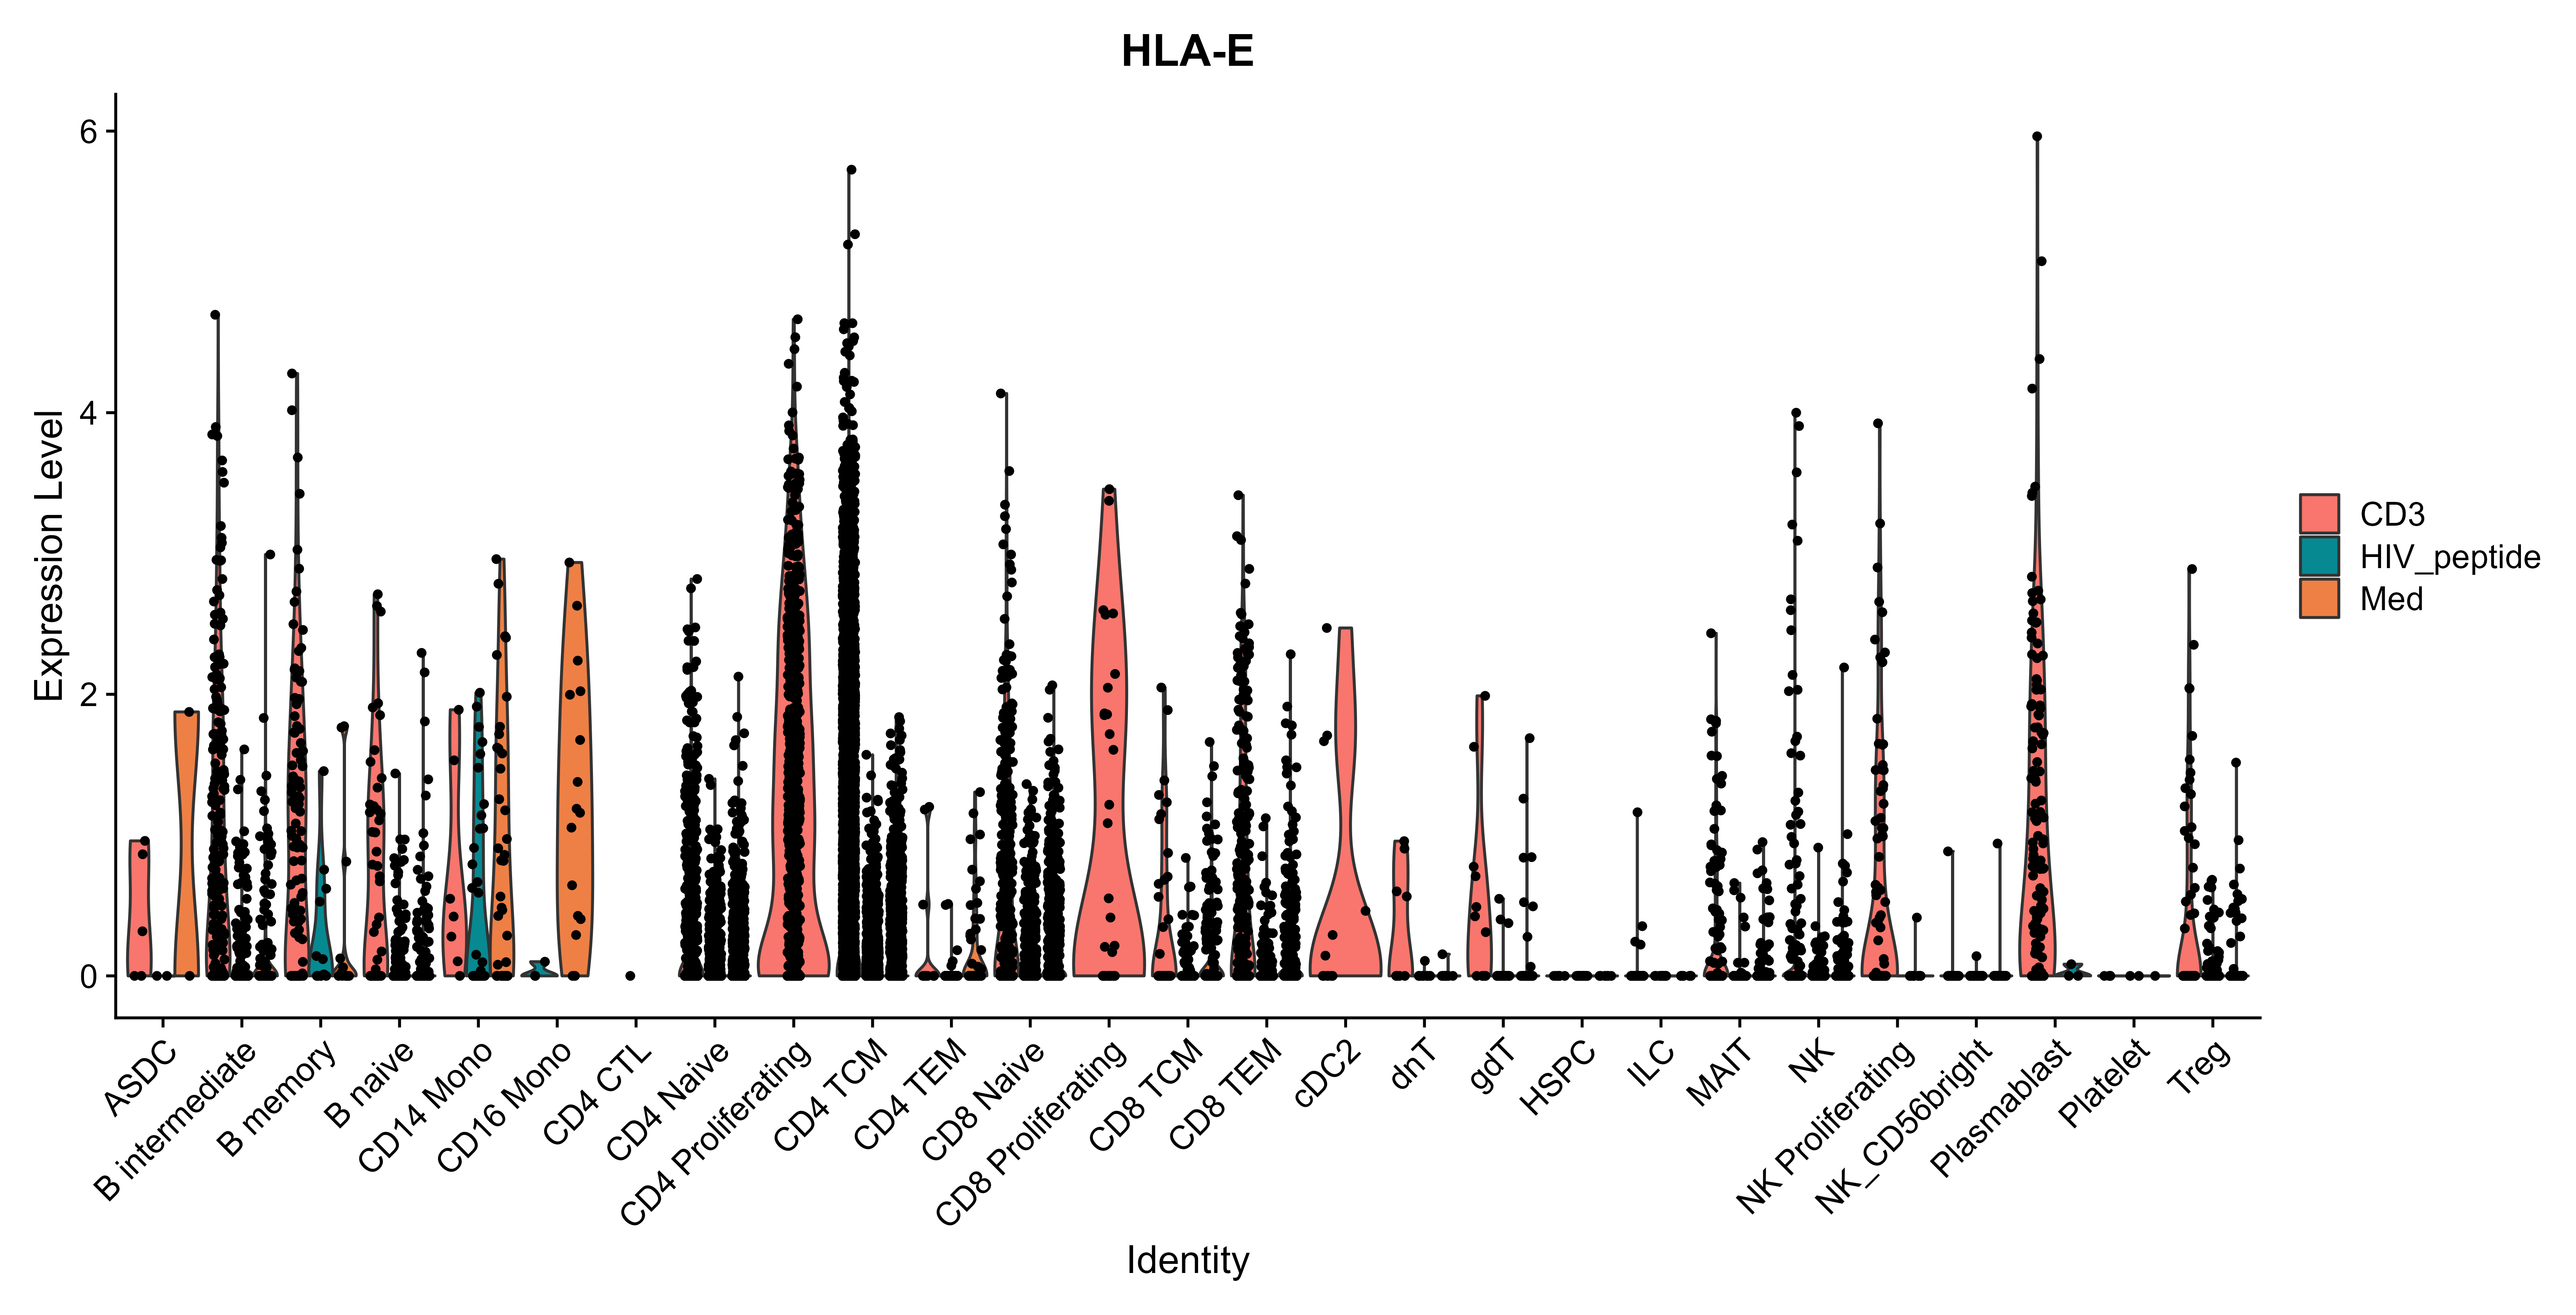 HLA-E
Expression Level
6
4
2
0
ASDC
B intermediate
B memory
B naive
CD14 Mono
CD16 Mono
CD4 CTL
CD4 Naive
CD4 Proliferating
CD4 TCM
CD4 TEM
CD8 Naive
CD8 Proliferating
CD8 TCM
CD8 TEM
cDC2
dnT
gdT
HSPC
ILC
MAIT
NK
NK Proliferating
NK_CD56bright
Plasmablast
Platelet
Treg
Identity
CD3
HIV_peptide
Med